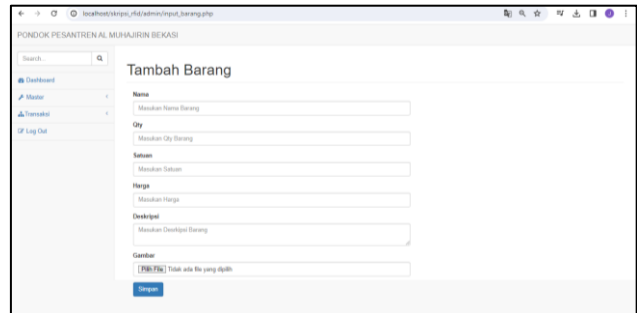 localhost/skripsi_rfid/admin/input_barang.php
PONDOK PESANTREN AL MUHAJIRIN BEKASI
Search..
Dashboard
Master
Transaksi
Log Out
Tambah Barang
Nama
Masukan Nama Barang
Qty
Masukan Qty Barang
Satuan
Masukan Satuan
Harga
Masukan Harga
Deskripsi
Masukan Deskripsi Barang
Gambar
Pilih File Tidak ada file yang dipilih
Simpan